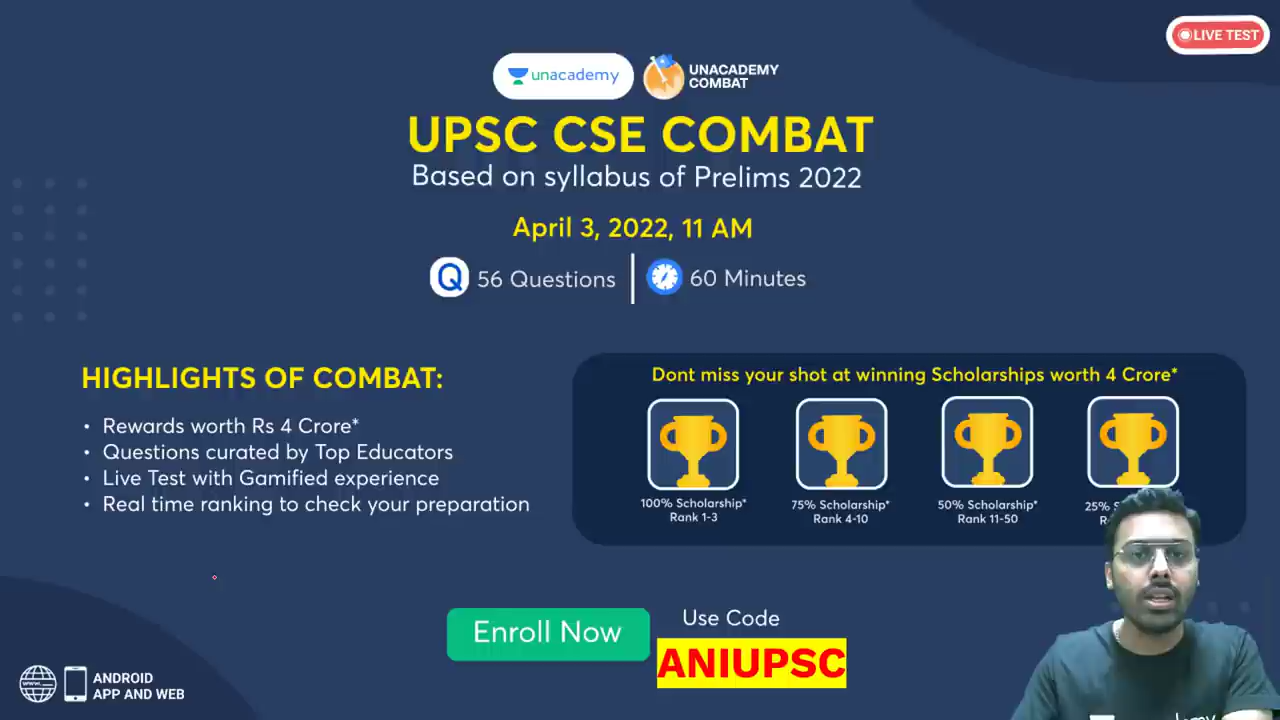 LIVE TEST
unacademy
UNACADEMY
COMBAT
UPSC CSE COMBAT
Based on syllabus of Prelims 2022
April 3, 2022, 11 AM
Q 56 Questions
60 Minutes
HIGHLIGHTS OF COMBAT:
• Rewards worth Rs 4 Crore*
• Questions curated by Top Educators
• Live Test with Gamified experience
• Real time ranking to check your preparation
Dont miss your shot at winning Scholarships worth 4 Crore*
100% Scholarship*
Rank 1-3
75% Scholarship*
Rank 4-10
50% Scholarship*
Rank 11-50
25%
Enroll Now
Use Code
ANIUPSC
ANDROID
APP AND WEB